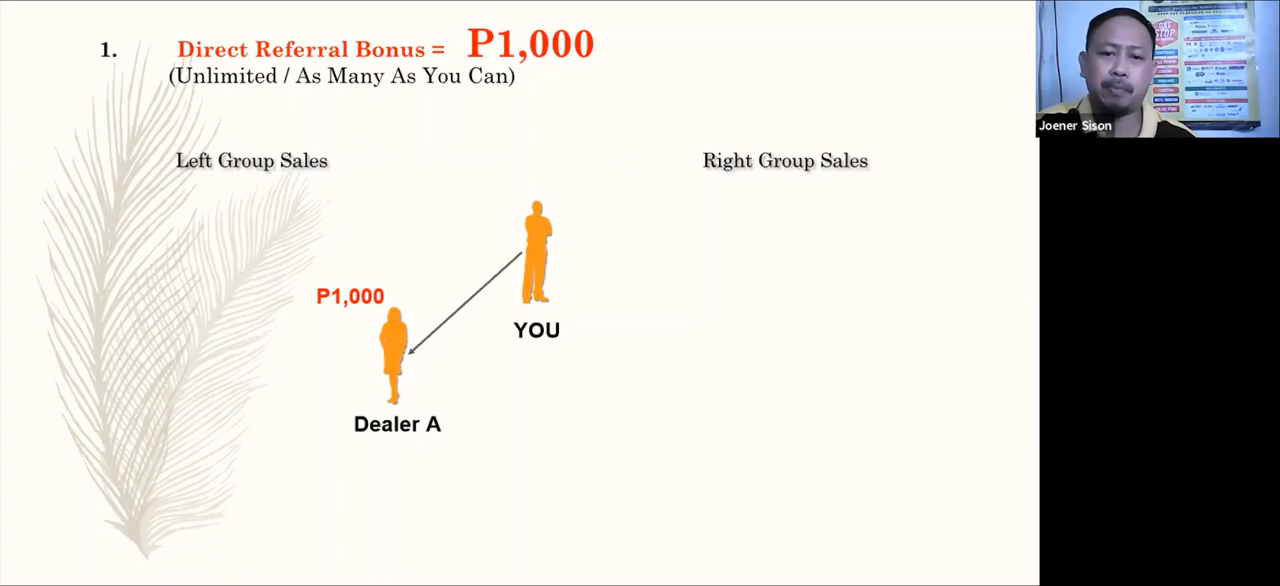 1. Direct Referral Bonus = P1,000
(Unlimited / As Many As You Can)
Left Group Sales
Right Group Sales
P1,000
YOU
Dealer A
STOP
Joener Sison